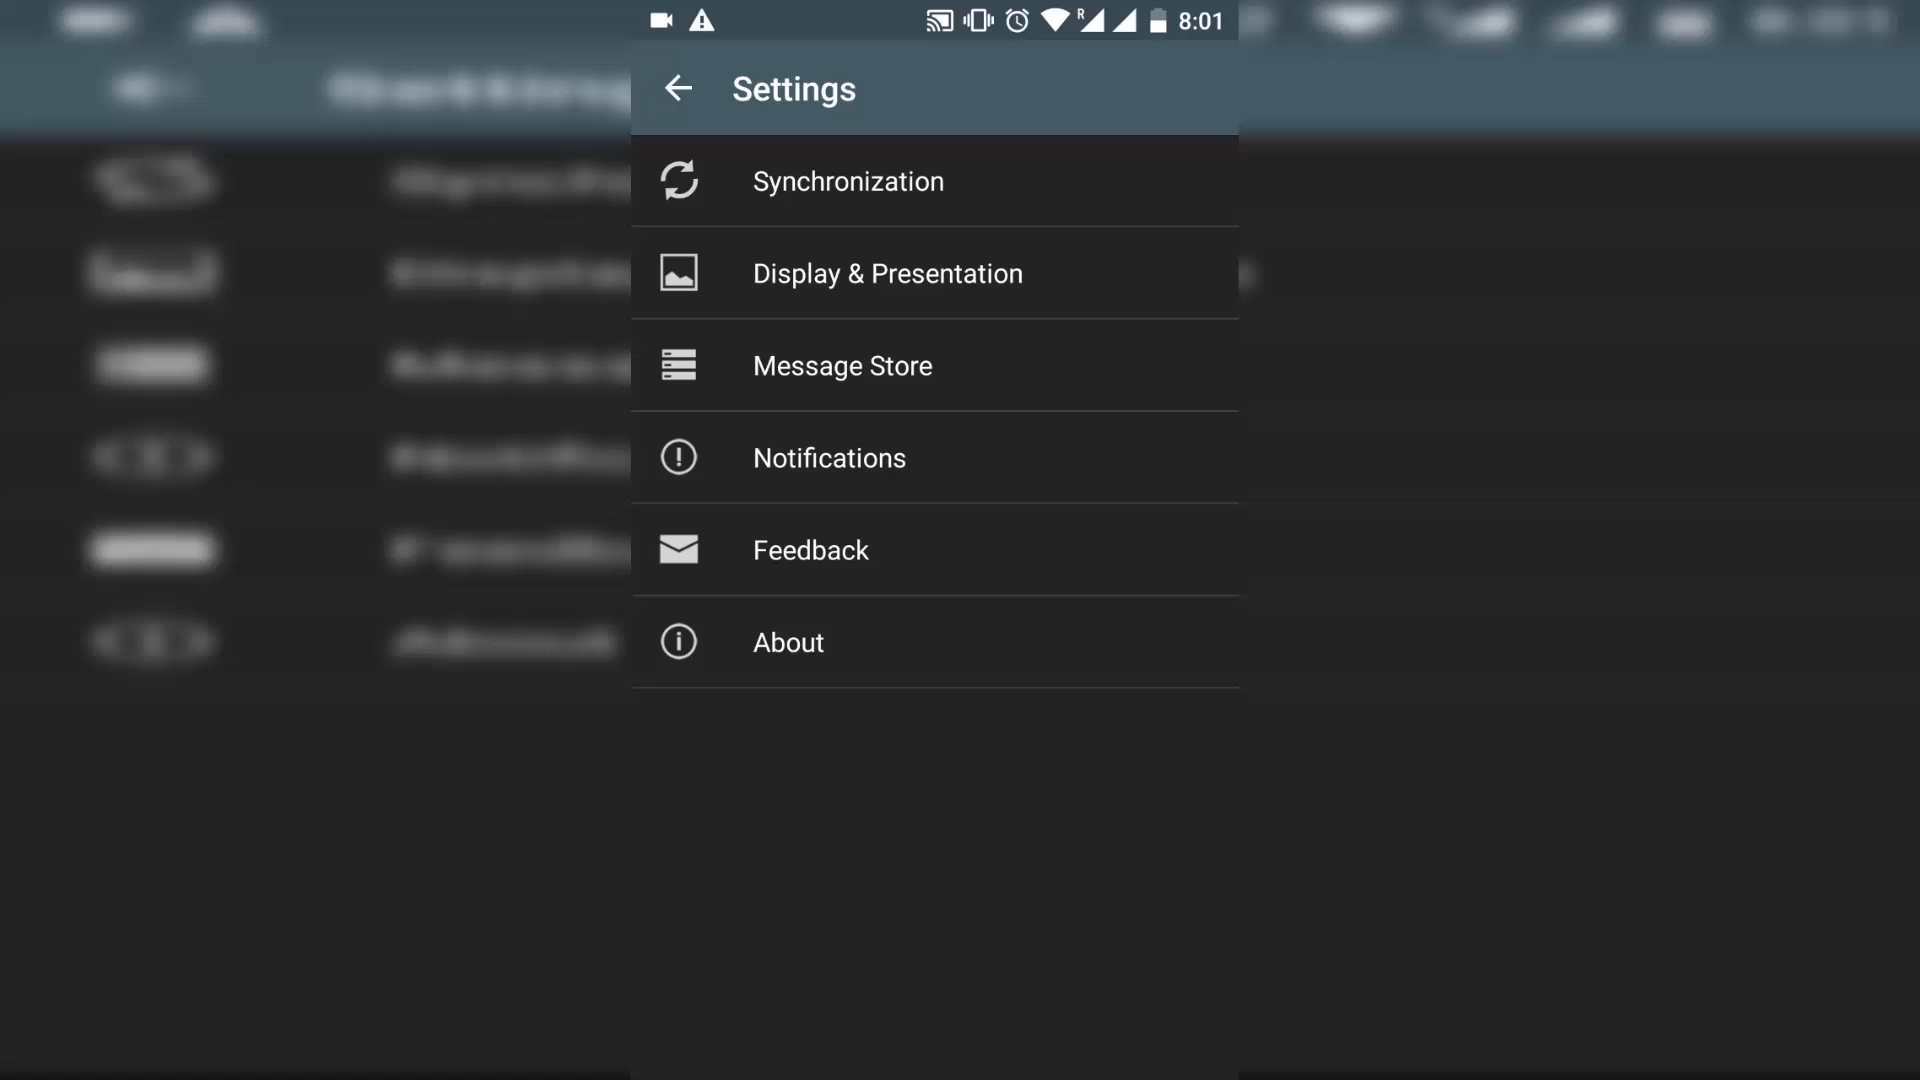 R 8:01
Settings
Synchronization
Display & Presentation
Message Store
Notifications
Feedback
About